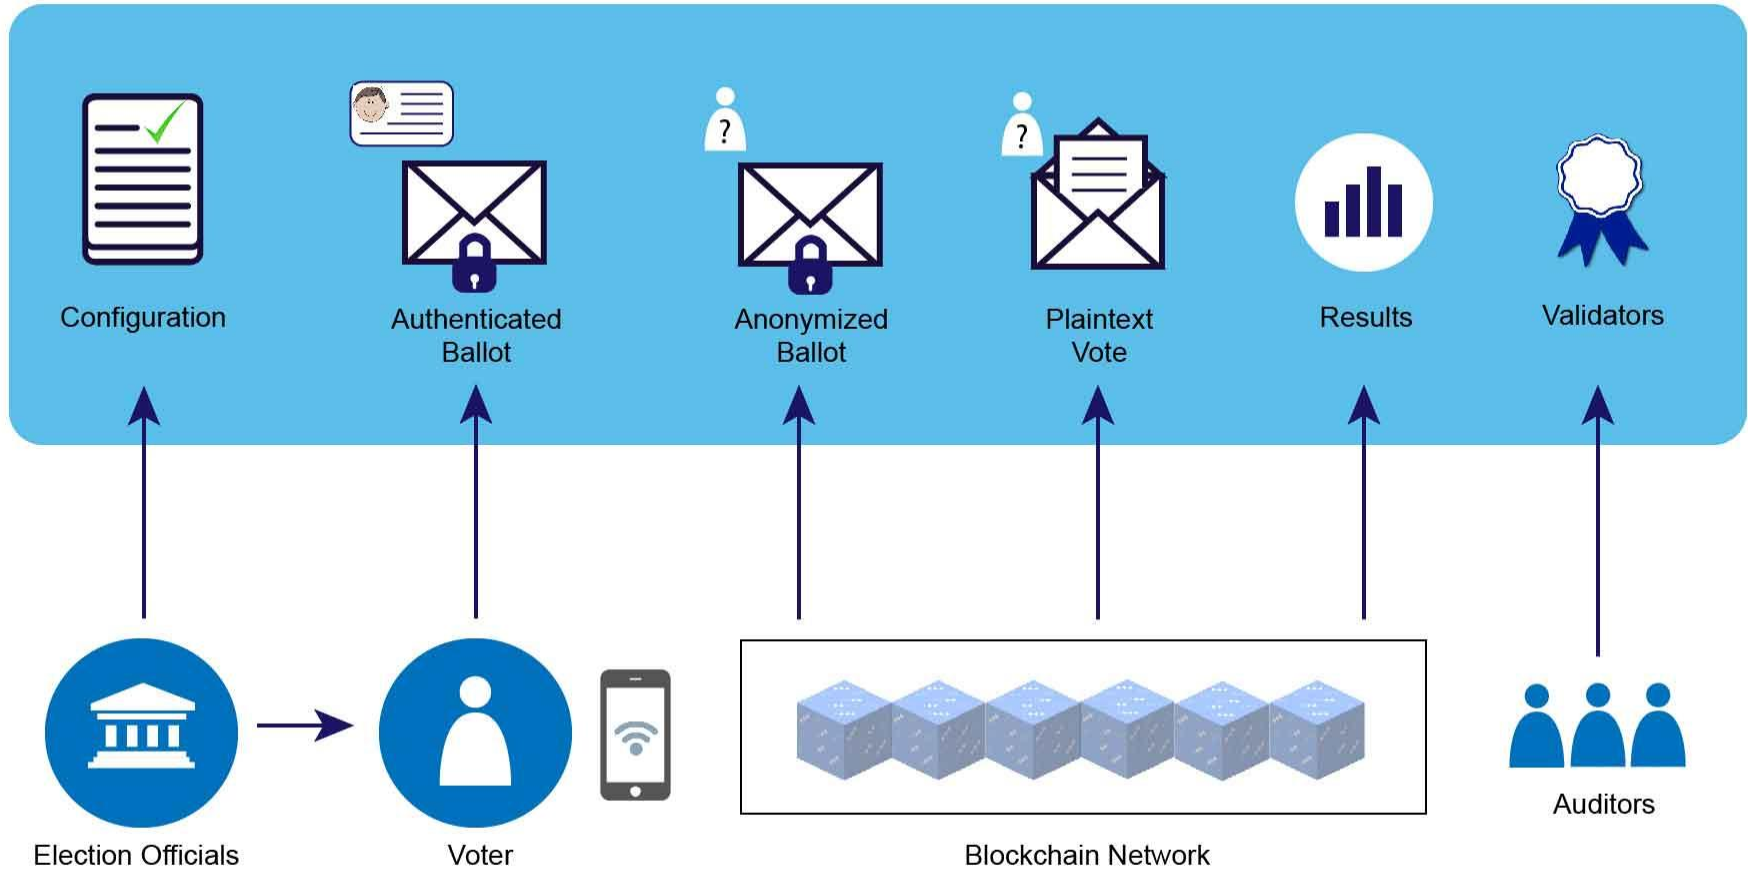 ?
?
Configuration
Authenticated
Ballot
Anonymized
Ballot
Plaintext
Vote
Results
Validators
Election Officials
Voter
Blockchain Network
Auditors